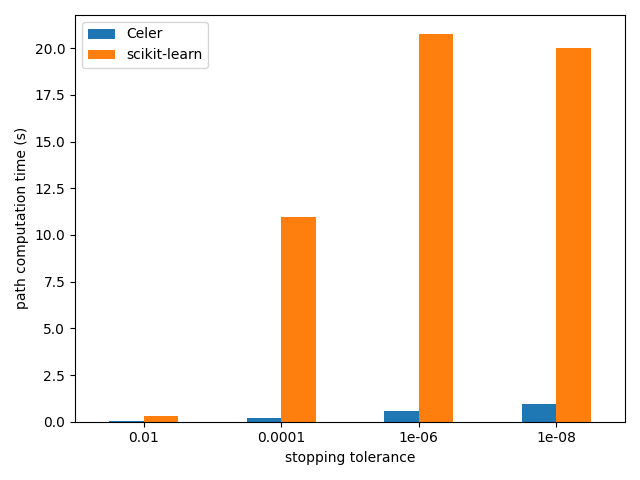 Celer
scikit-learn
path computation time (s)
20.0
17.5
15.0
12.5
10.0
7.5
5.0
2.5
0.0
0.01 0.0001 1e-06 1e-08
stopping tolerance